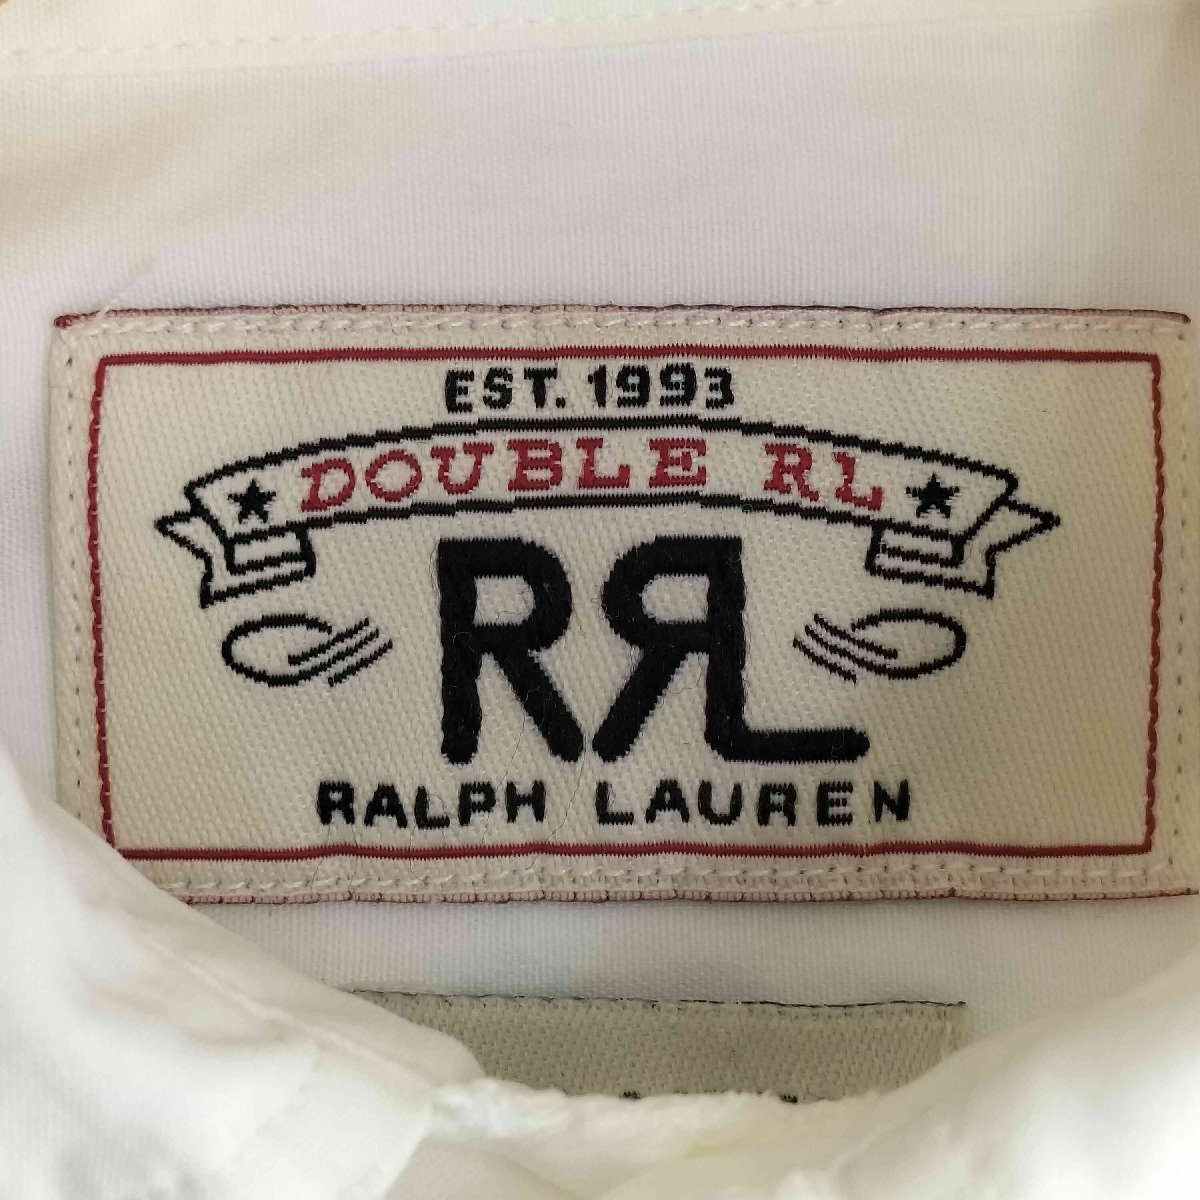 EST. 1993
DOUBLE RL
RRL
RALPH LAUREN